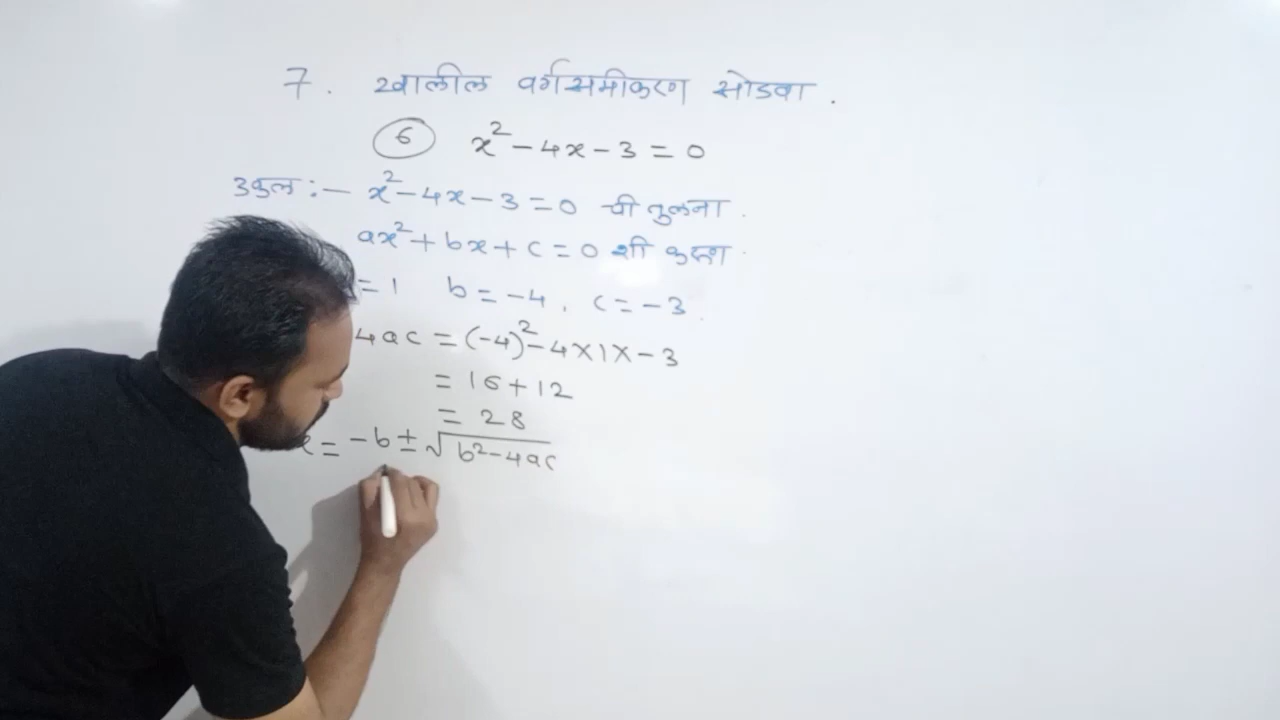 7. खालील वर्गसमीकरण सोडवा.
6 x² - 4x - 3 = 0
उकल :- x² - 4x - 3 = 0 ची तुलना.
ax² + bx + c = 0 शी करून.
= 1 b = -4, c = -3.
4ac = (-4)² - 4 × 1 × -3
= 16 + 12
= 28
x = -b ± √b² - 4ac